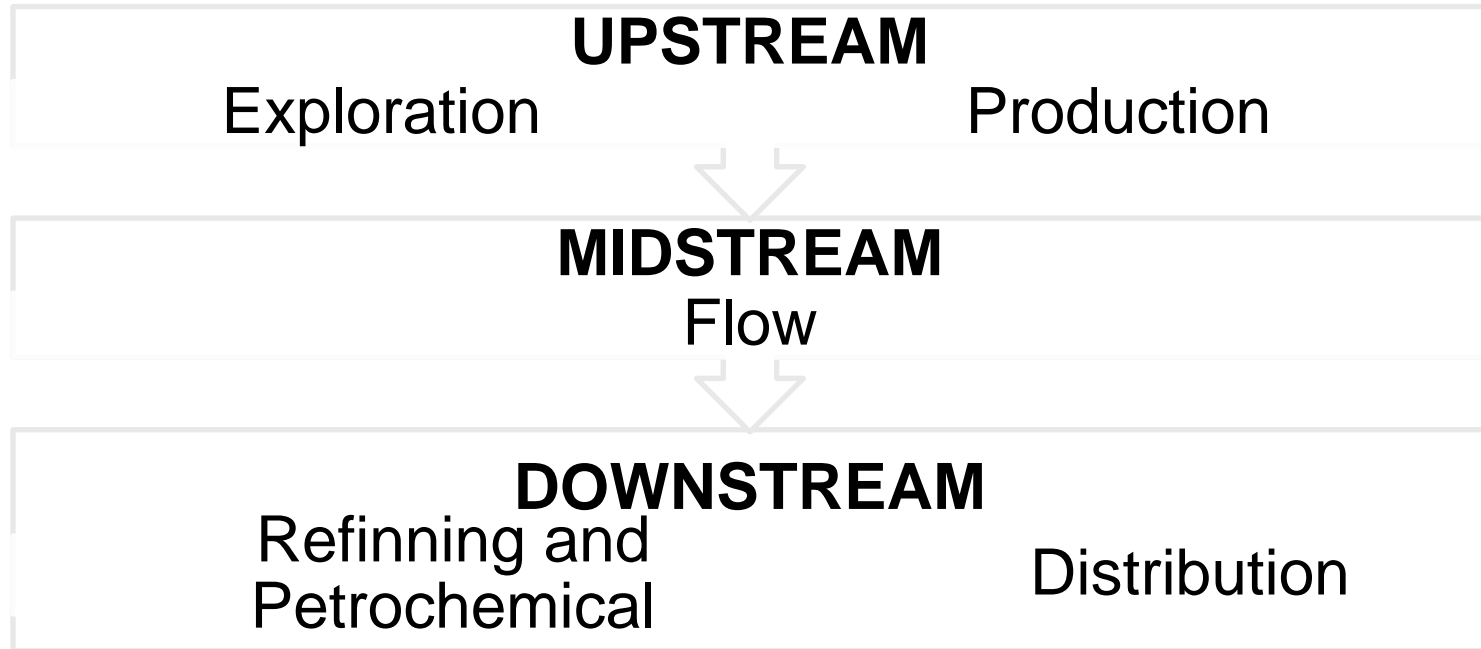 UPSTREAM
Exploration
Production
MIDSTREAM
Flow
DOWNSTREAM
Refinning and
Petrochemical
Distribution